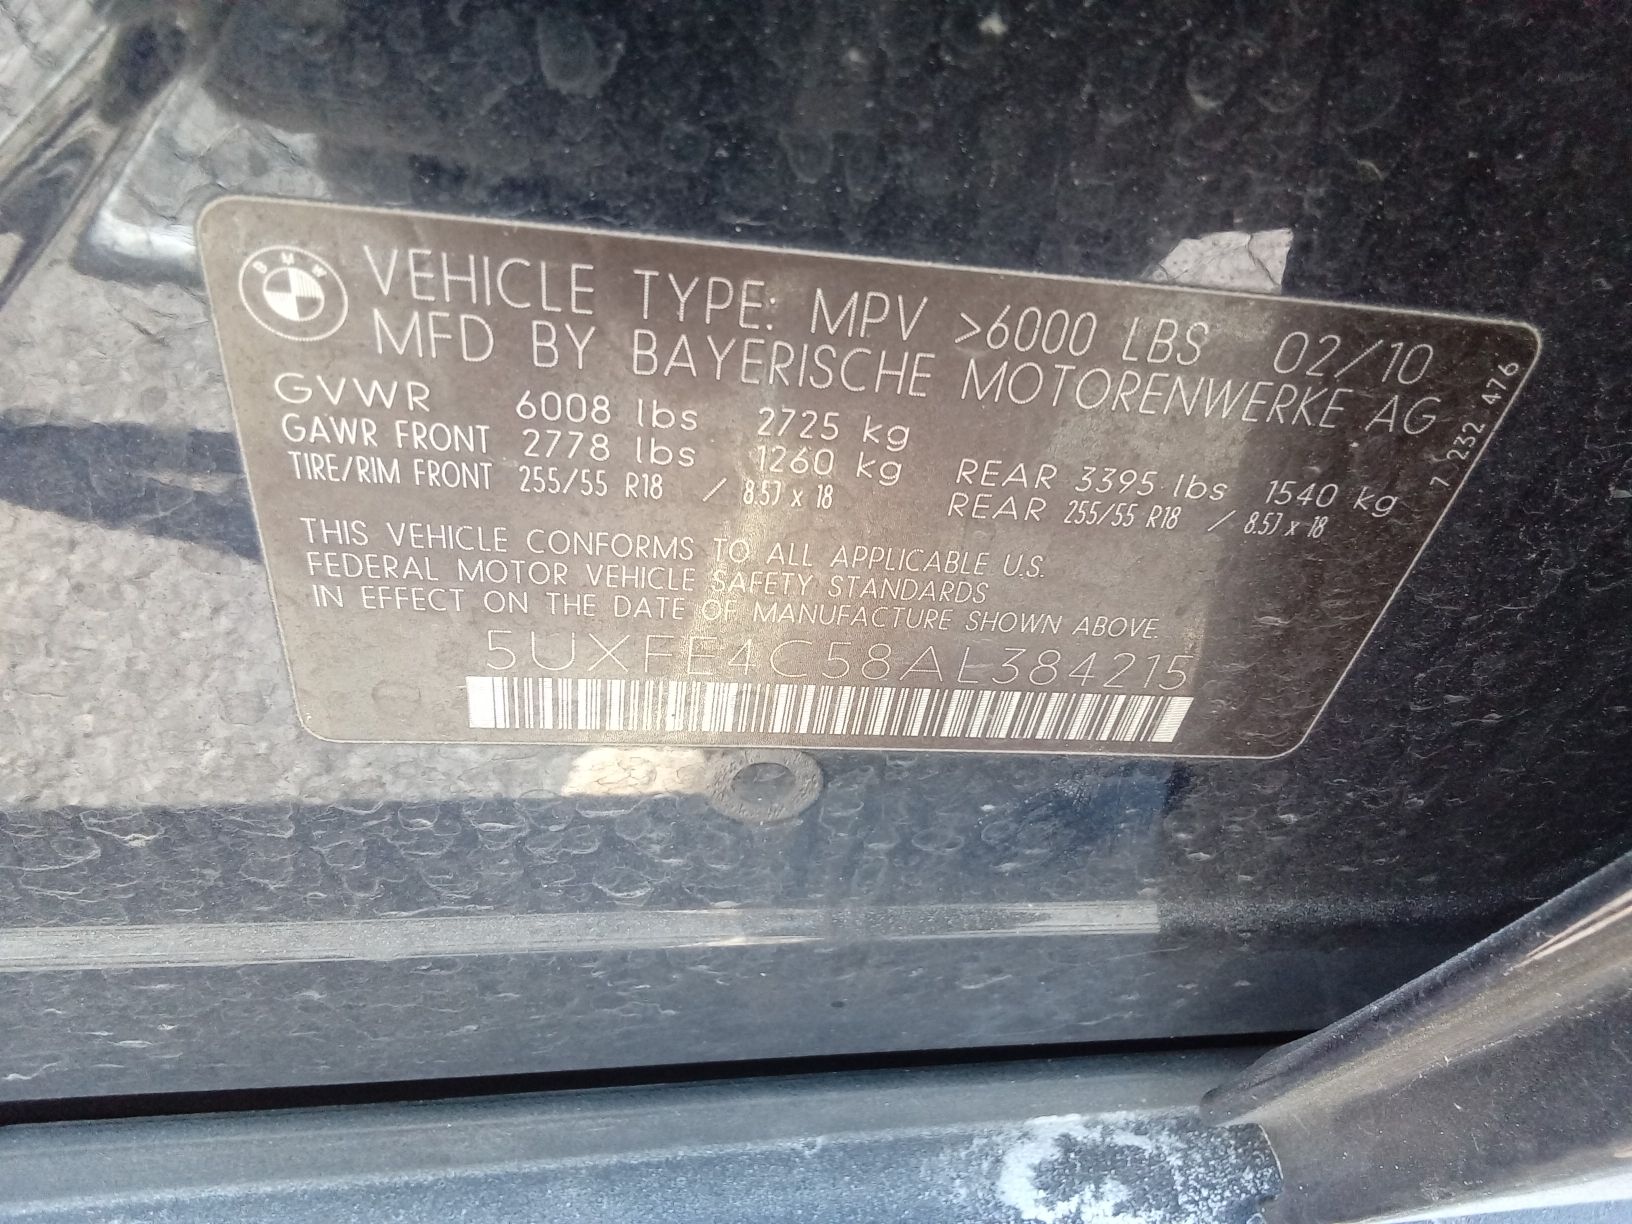 BMW
VEHICLE TYPE: MPV >6000 LBS 02/10
MFD BY BAYERISCHE MOTORENWERKE AG
GVWR 6008 lbs 2725 kg
GAWR FRONT 2778 lbs 1260 kg REAR 3395 lbs 1540 kg
TIRE/RIM FRONT 255/55 R18 / 8.5J x 18 REAR 255/55 R18 / 8.5J x 18
THIS VEHICLE CONFORMS TO ALL APPLICABLE U.S.
FEDERAL MOTOR VEHICLE SAFETY STANDARDS
IN EFFECT ON THE DATE OF MANUFACTURE SHOWN ABOVE.
5UXFE4C58AL384215
7 232 476